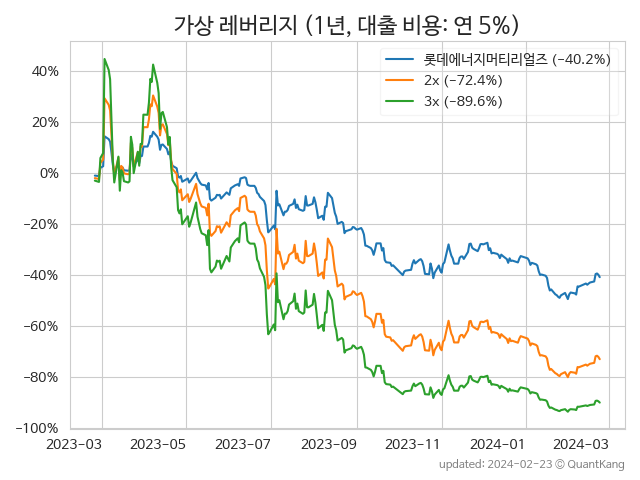 가상 레버리지 (1년, 대출 비용: 연 5%)
롯데에너지머티리얼즈 (−40.2%)
2x (−72.4%)
3x (−89.6%)
40%
20%
0%
−20%
−40%
−60%
−80%
−100%
2023-03 2023-05 2023-07 2023-09 2023-11 2024-01 2024-03
updated: 2024-02-23 ⓒ QuantKang